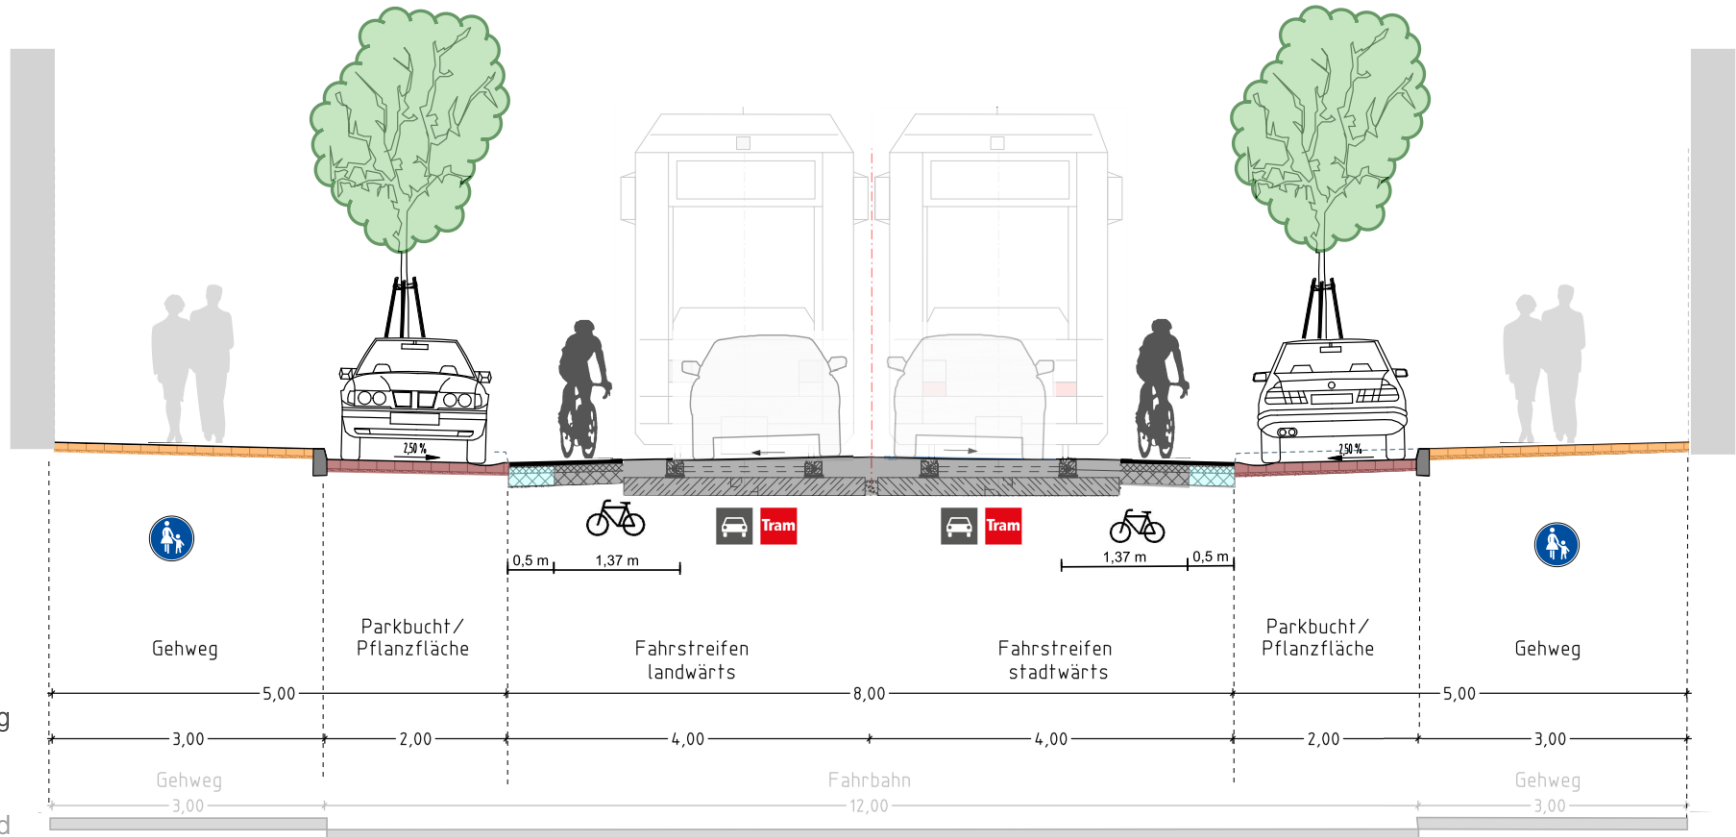 2,50 %
2,50 %
Tram
Tram
0,5 m
1,37 m
1,37 m
0,5 m
Gehweg
Parkbucht/
Pflanzfläche
Fahrstreifen
landwärts
Fahrstreifen
stadtwärts
Parkbucht/
Pflanzfläche
Gehweg
5,00
8,00
5,00
g
3,00
2,00
4,00
4,00
2,00
3,00
Gehweg
Fahrbahn
Gehweg
3,00
12,00
3,00
d